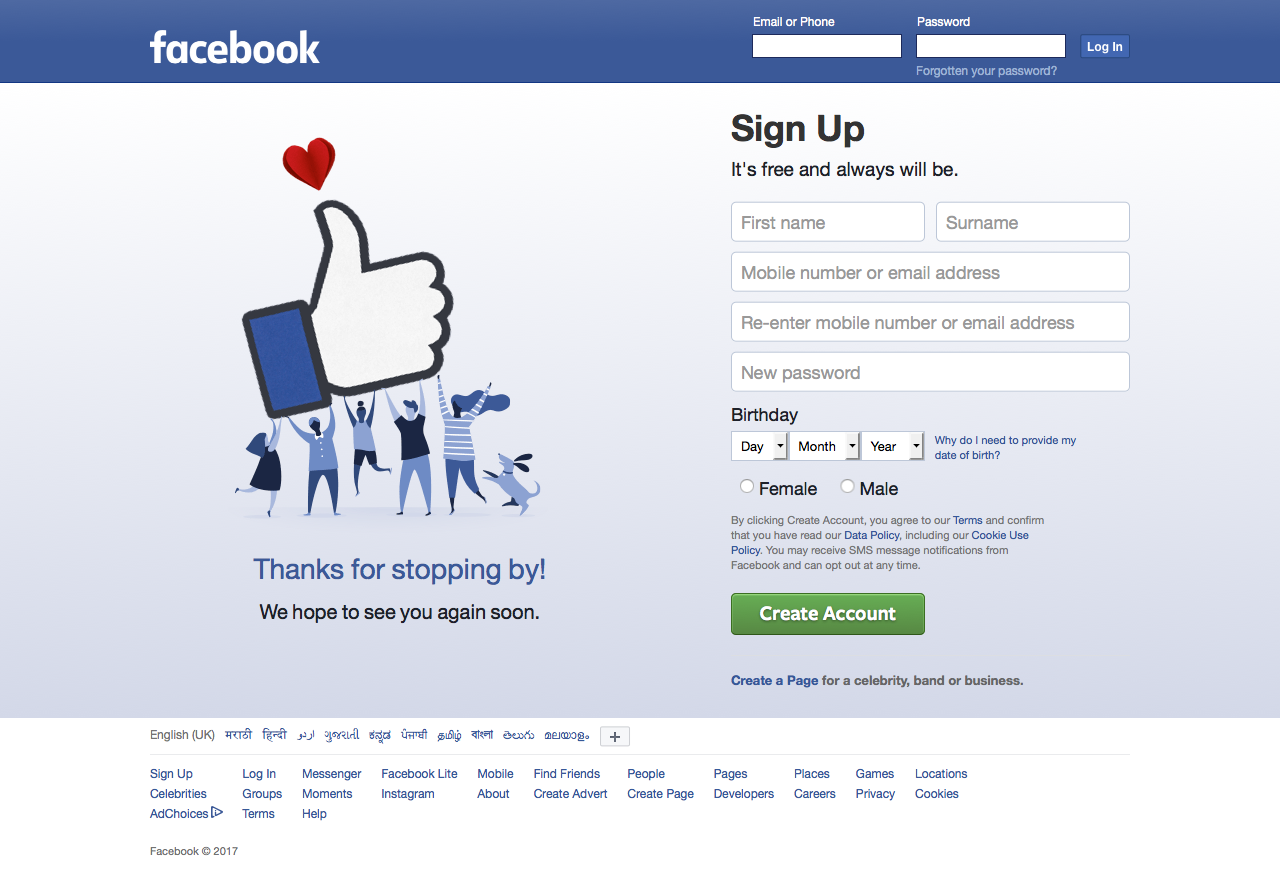 facebook
Email or Phone
Password
Log In
Forgotten your password?
Sign Up
It's free and always will be.
First name
Surname
Mobile number or email address
Re-enter mobile number or email address
New password
Birthday
Day Month Year
Why do I need to provide my
date of birth?
Female Male
By clicking Create Account, you agree to our Terms and confirm
that you have read our Data Policy, including our Cookie Use
Policy. You may receive SMS message notifications from
Facebook and can opt out at any time.
Create Account
Create a Page for a celebrity, band or business.
Thanks for stopping by!
We hope to see you again soon.
English (UK) मराठी हिन्दी اردو ગુજરાતી ಕನ್ನಡ ਪੰਜਾਬੀ தமிழ் বাংলা తెలుగు മലയാളം +
Sign Up Log In Messenger Facebook Lite Mobile Find Friends People Pages Places Games Locations
Celebrities Groups Moments Instagram About Create Advert Create Page Developers Careers Privacy Cookies
AdChoices Terms Help
Facebook © 2017